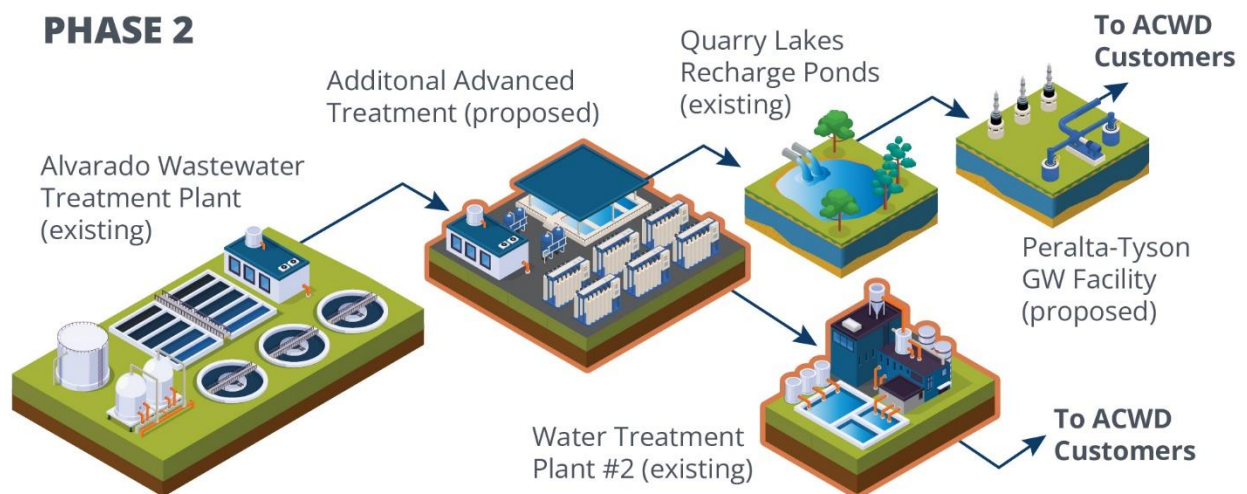 PHASE 2
Alvarado Wastewater
Treatment Plant
(existing)
Additonal Advanced
Treatment (proposed)
Quarry Lakes
Recharge Ponds
(existing)
To ACWD
Customers
Peralta-Tyson
GW Facility
(proposed)
Water Treatment
Plant #2 (existing)
To ACWD
Customers